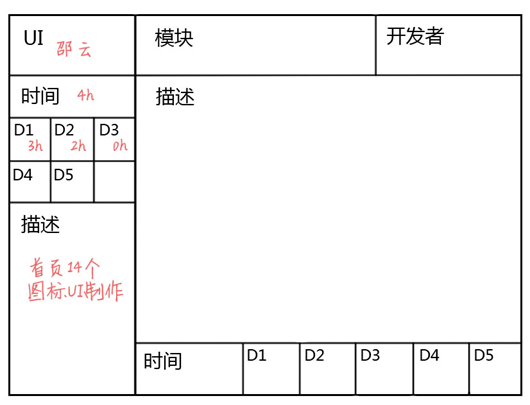 UI 邵云
模块
开发者
时间 4h
D1 D2 D3
3h 2h 0h
D4 D5
描述
首页14个
图标、UI制作
描述
时间 D1 D2 D3 D4 D5